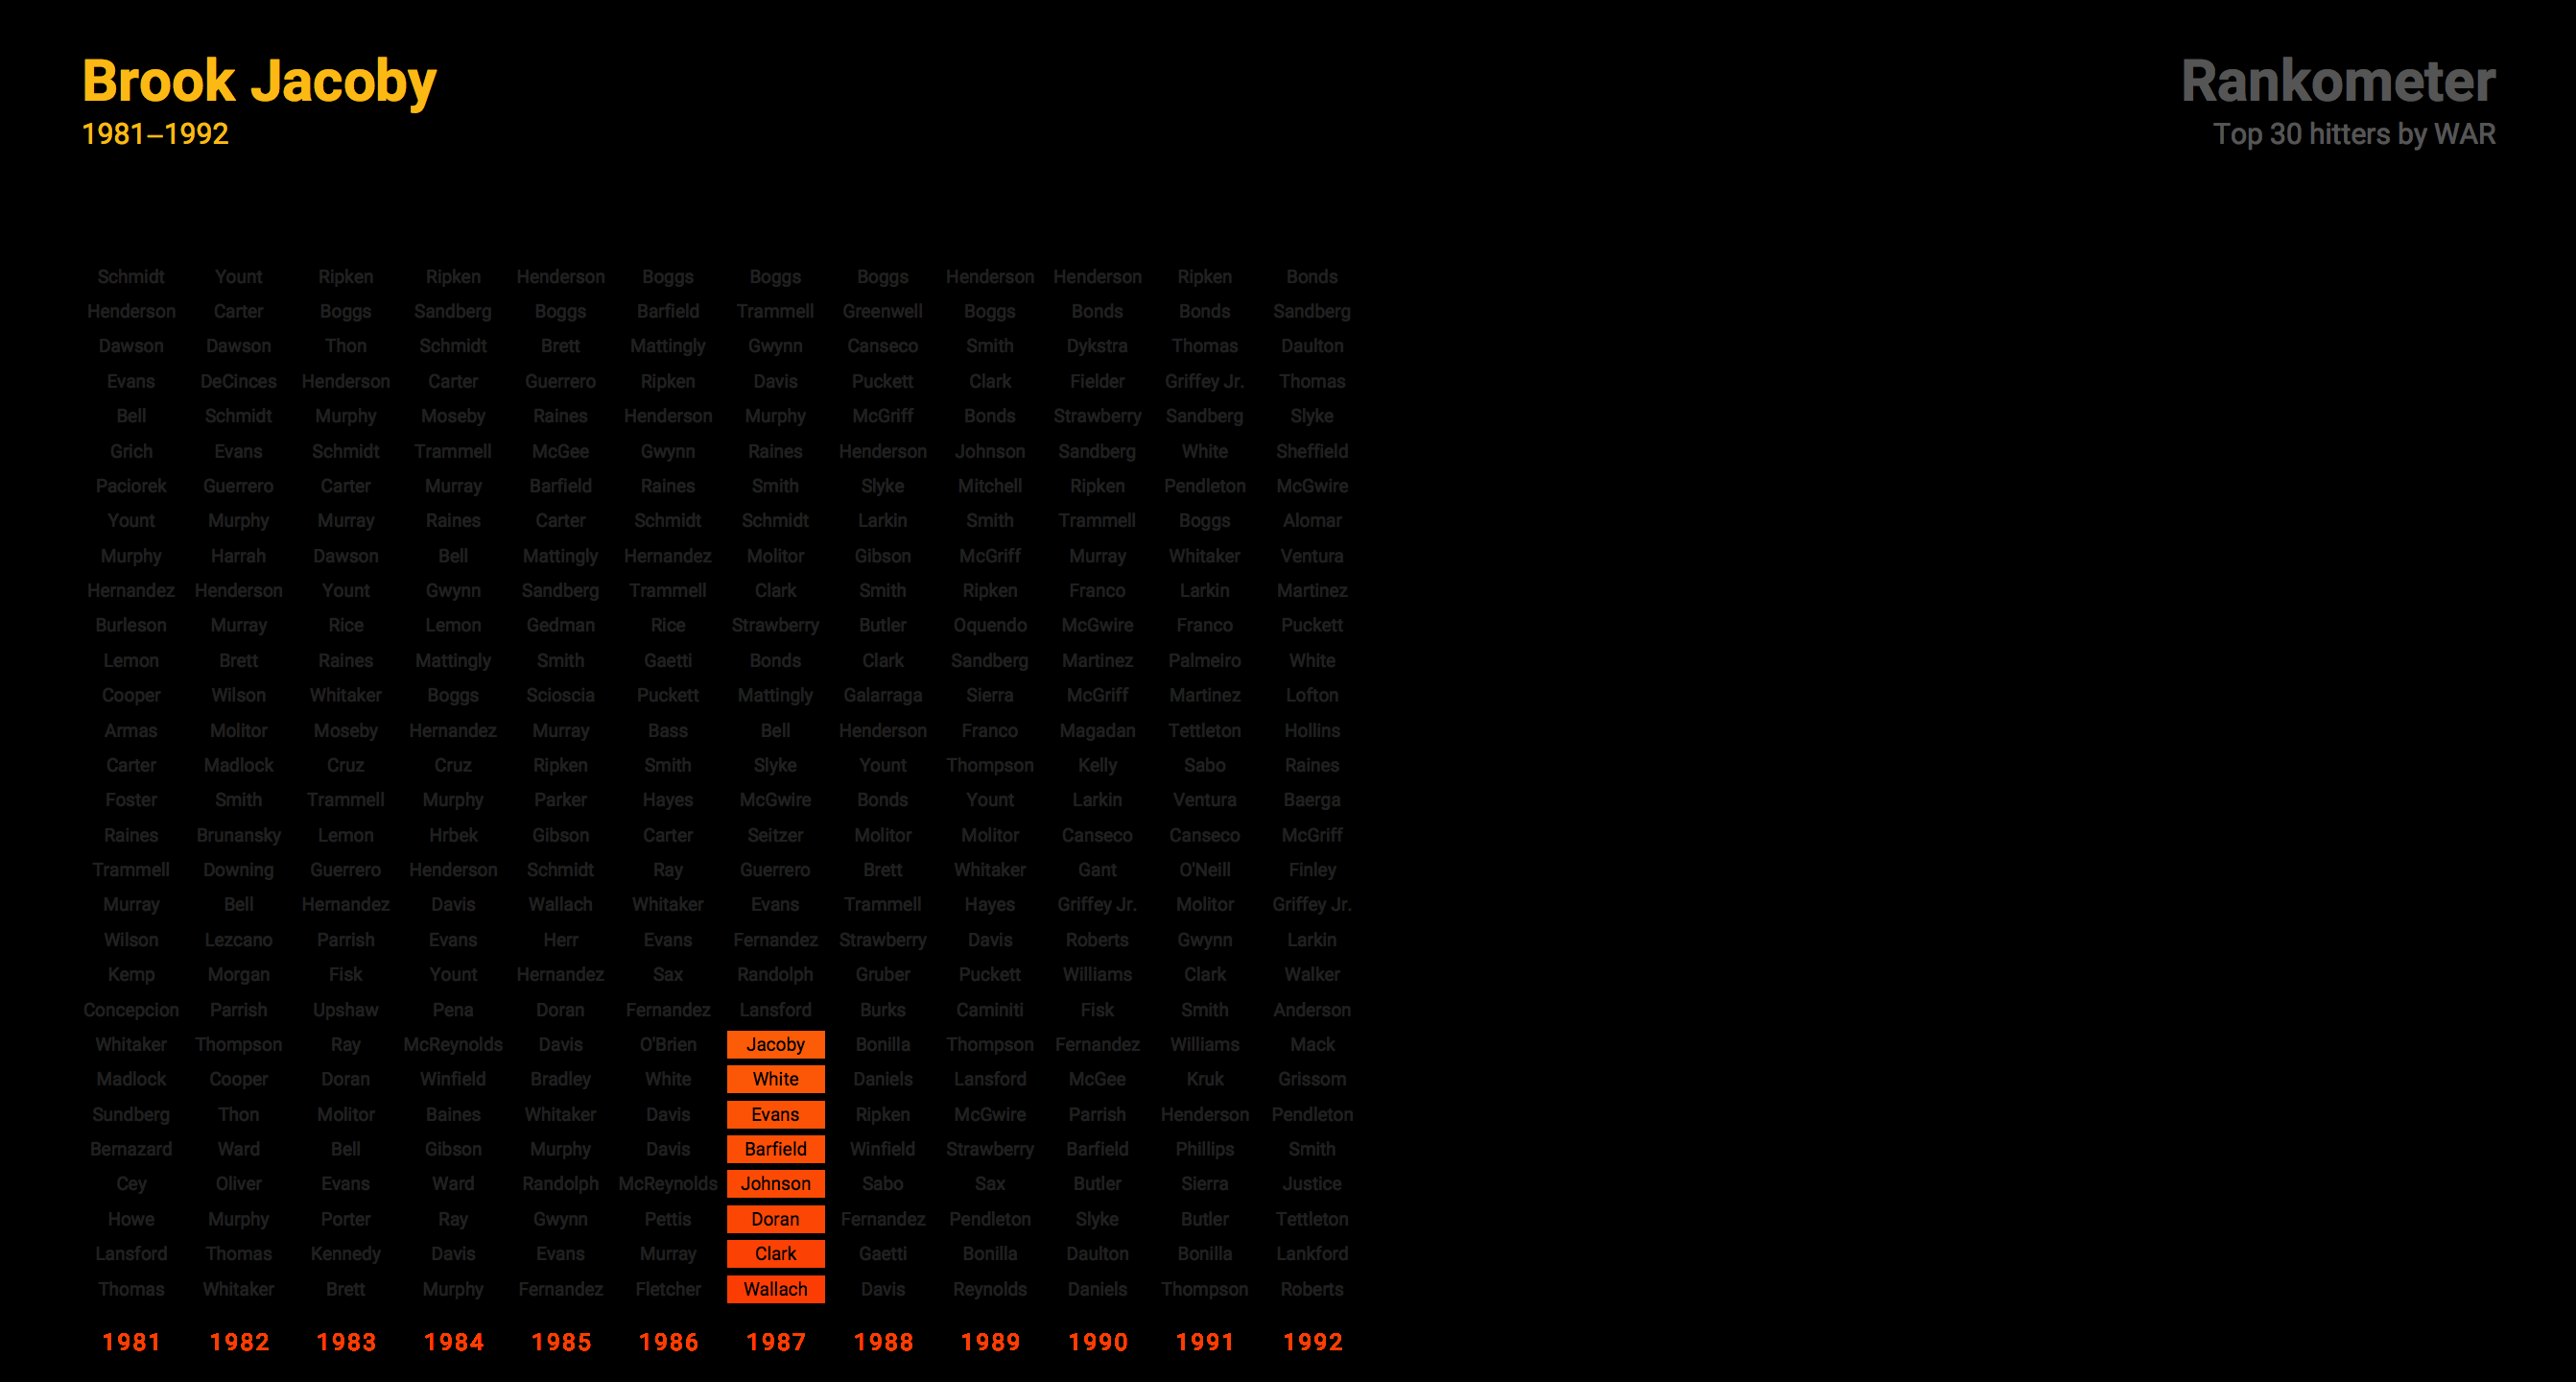 Brook Jacoby
1981–1992
Rankometer
Top 30 hitters by WAR
Schmidt Yount Ripken Ripken Henderson Boggs Boggs Boggs Henderson Henderson Ripken Bonds
Henderson Carter Boggs Sandberg Boggs Barfield Trammell Greenwell Boggs Bonds Bonds Sandberg
Dawson Dawson Thon Schmidt Brett Mattingly Gwynn Canseco Smith Dykstra Thomas Daulton
Evans DeCinces Henderson Carter Guerrero Ripken Davis Puckett Clark Fielder Griffey Jr. Thomas
Bell Schmidt Murphy Moseby Raines Henderson Murphy McGriff Bonds Strawberry Sandberg Slyke
Grich Evans Schmidt Trammell McGee Gwynn Raines Henderson Johnson Sandberg White Sheffield
Paciorek Guerrero Carter Murray Barfield Raines Smith Slyke Mitchell Ripken Pendleton McGwire
Yount Murphy Murray Raines Carter Schmidt Schmidt Larkin Smith Trammell Boggs Alomar
Murphy Harrah Dawson Bell Mattingly Hernandez Molitor Gibson McGriff Murray Whitaker Ventura
Hernandez Henderson Yount Gwynn Sandberg Trammell Clark Smith Ripken Franco Larkin Martinez
Burleson Murray Rice Lemon Gedman Rice Strawberry Butler Oquendo McGwire Franco Puckett
Lemon Brett Raines Mattingly Smith Gaetti Bonds Clark Sandberg Martinez Palmeiro White
Cooper Wilson Whitaker Boggs Scioscia Puckett Mattingly Galarraga Sierra McGriff Martinez Lofton
Armas Molitor Moseby Hernandez Murray Bass Bell Henderson Franco Magadan Tettleton Hollins
Carter Madlock Cruz Cruz Ripken Smith Slyke Yount Thompson Kelly Sabo Raines
Foster Smith Trammell Murphy Parker Hayes McGwire Bonds Yount Larkin Ventura Baerga
Raines Brunansky Lemon Hrbek Gibson Carter Seitzer Molitor Molitor Canseco Canseco McGriff
Trammell Downing Guerrero Henderson Schmidt Ray Guerrero Brett Whitaker Gant O'Neill Finley
Murray Bell Hernandez Davis Wallach Whitaker Evans Trammell Hayes Griffey Jr. Molitor Griffey Jr.
Wilson Lezcano Parrish Evans Herr Evans Fernandez Strawberry Davis Roberts Gwynn Larkin
Kemp Morgan Fisk Yount Hernandez Sax Randolph Gruber Puckett Williams Clark Walker
Concepcion Parrish Upshaw Pena Doran Fernandez Lansford Burks Caminiti Fisk Smith Anderson
Whitaker Thompson Ray McReynolds Davis O'Brien Jacoby Bonilla Thompson Fernandez Williams Mack
Madlock Cooper Doran Winfield Bradley White White Daniels Lansford McGee Kruk Grissom
Sundberg Thon Molitor Baines Whitaker Davis Evans Ripken McGwire Parrish Henderson Pendleton
Bernazard Ward Bell Gibson Murphy Davis Barfield Winfield Strawberry Barfield Phillips Smith
Cey Oliver Evans Ward Randolph McReynolds Johnson Sabo Sax Butler Sierra Justice
Howe Murphy Porter Ray Gwynn Pettis Doran Fernandez Pendleton Slyke Butler Tettleton
Lansford Thomas Kennedy Davis Evans Murray Clark Gaetti Bonilla Daulton Bonilla Lankford
Thomas Whitaker Brett Murphy Fernandez Fletcher Wallach Davis Reynolds Daniels Thompson Roberts
1981 1982 1983 1984 1985 1986 1987 1988 1989 1990 1991 1992